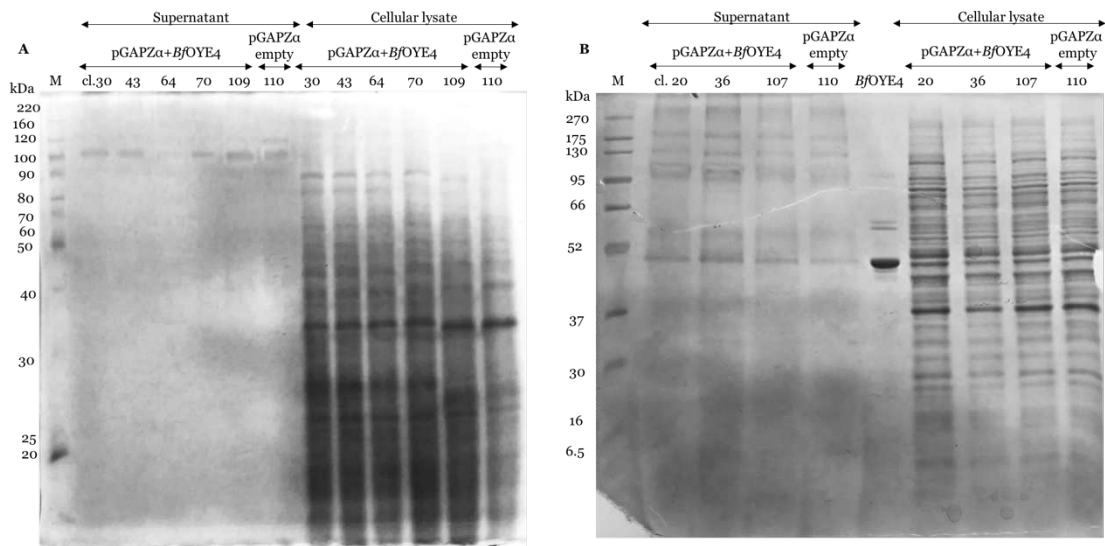 Supernatant
Cellular lysate
A
pGAPZα+BfOYE4
pGAPZα
empty
pGAPZα+BfOYE4
pGAPZα
empty
M cl.30 43 64 70 109 110 30 43 64 70 109 110
kDa
220
160
120
100
90
80
70
60
50
40
30
25
20
Supernatant
Cellular lysate
B
pGAPZα+BfOYE4
pGAPZα
empty
pGAPZα+BfOYE4
pGAPZα
empty
M cl. 20 36 107 110 BfOYE4 20 36 107 110
kDa
270
175
130
95
66
52
37
30
16
6.5